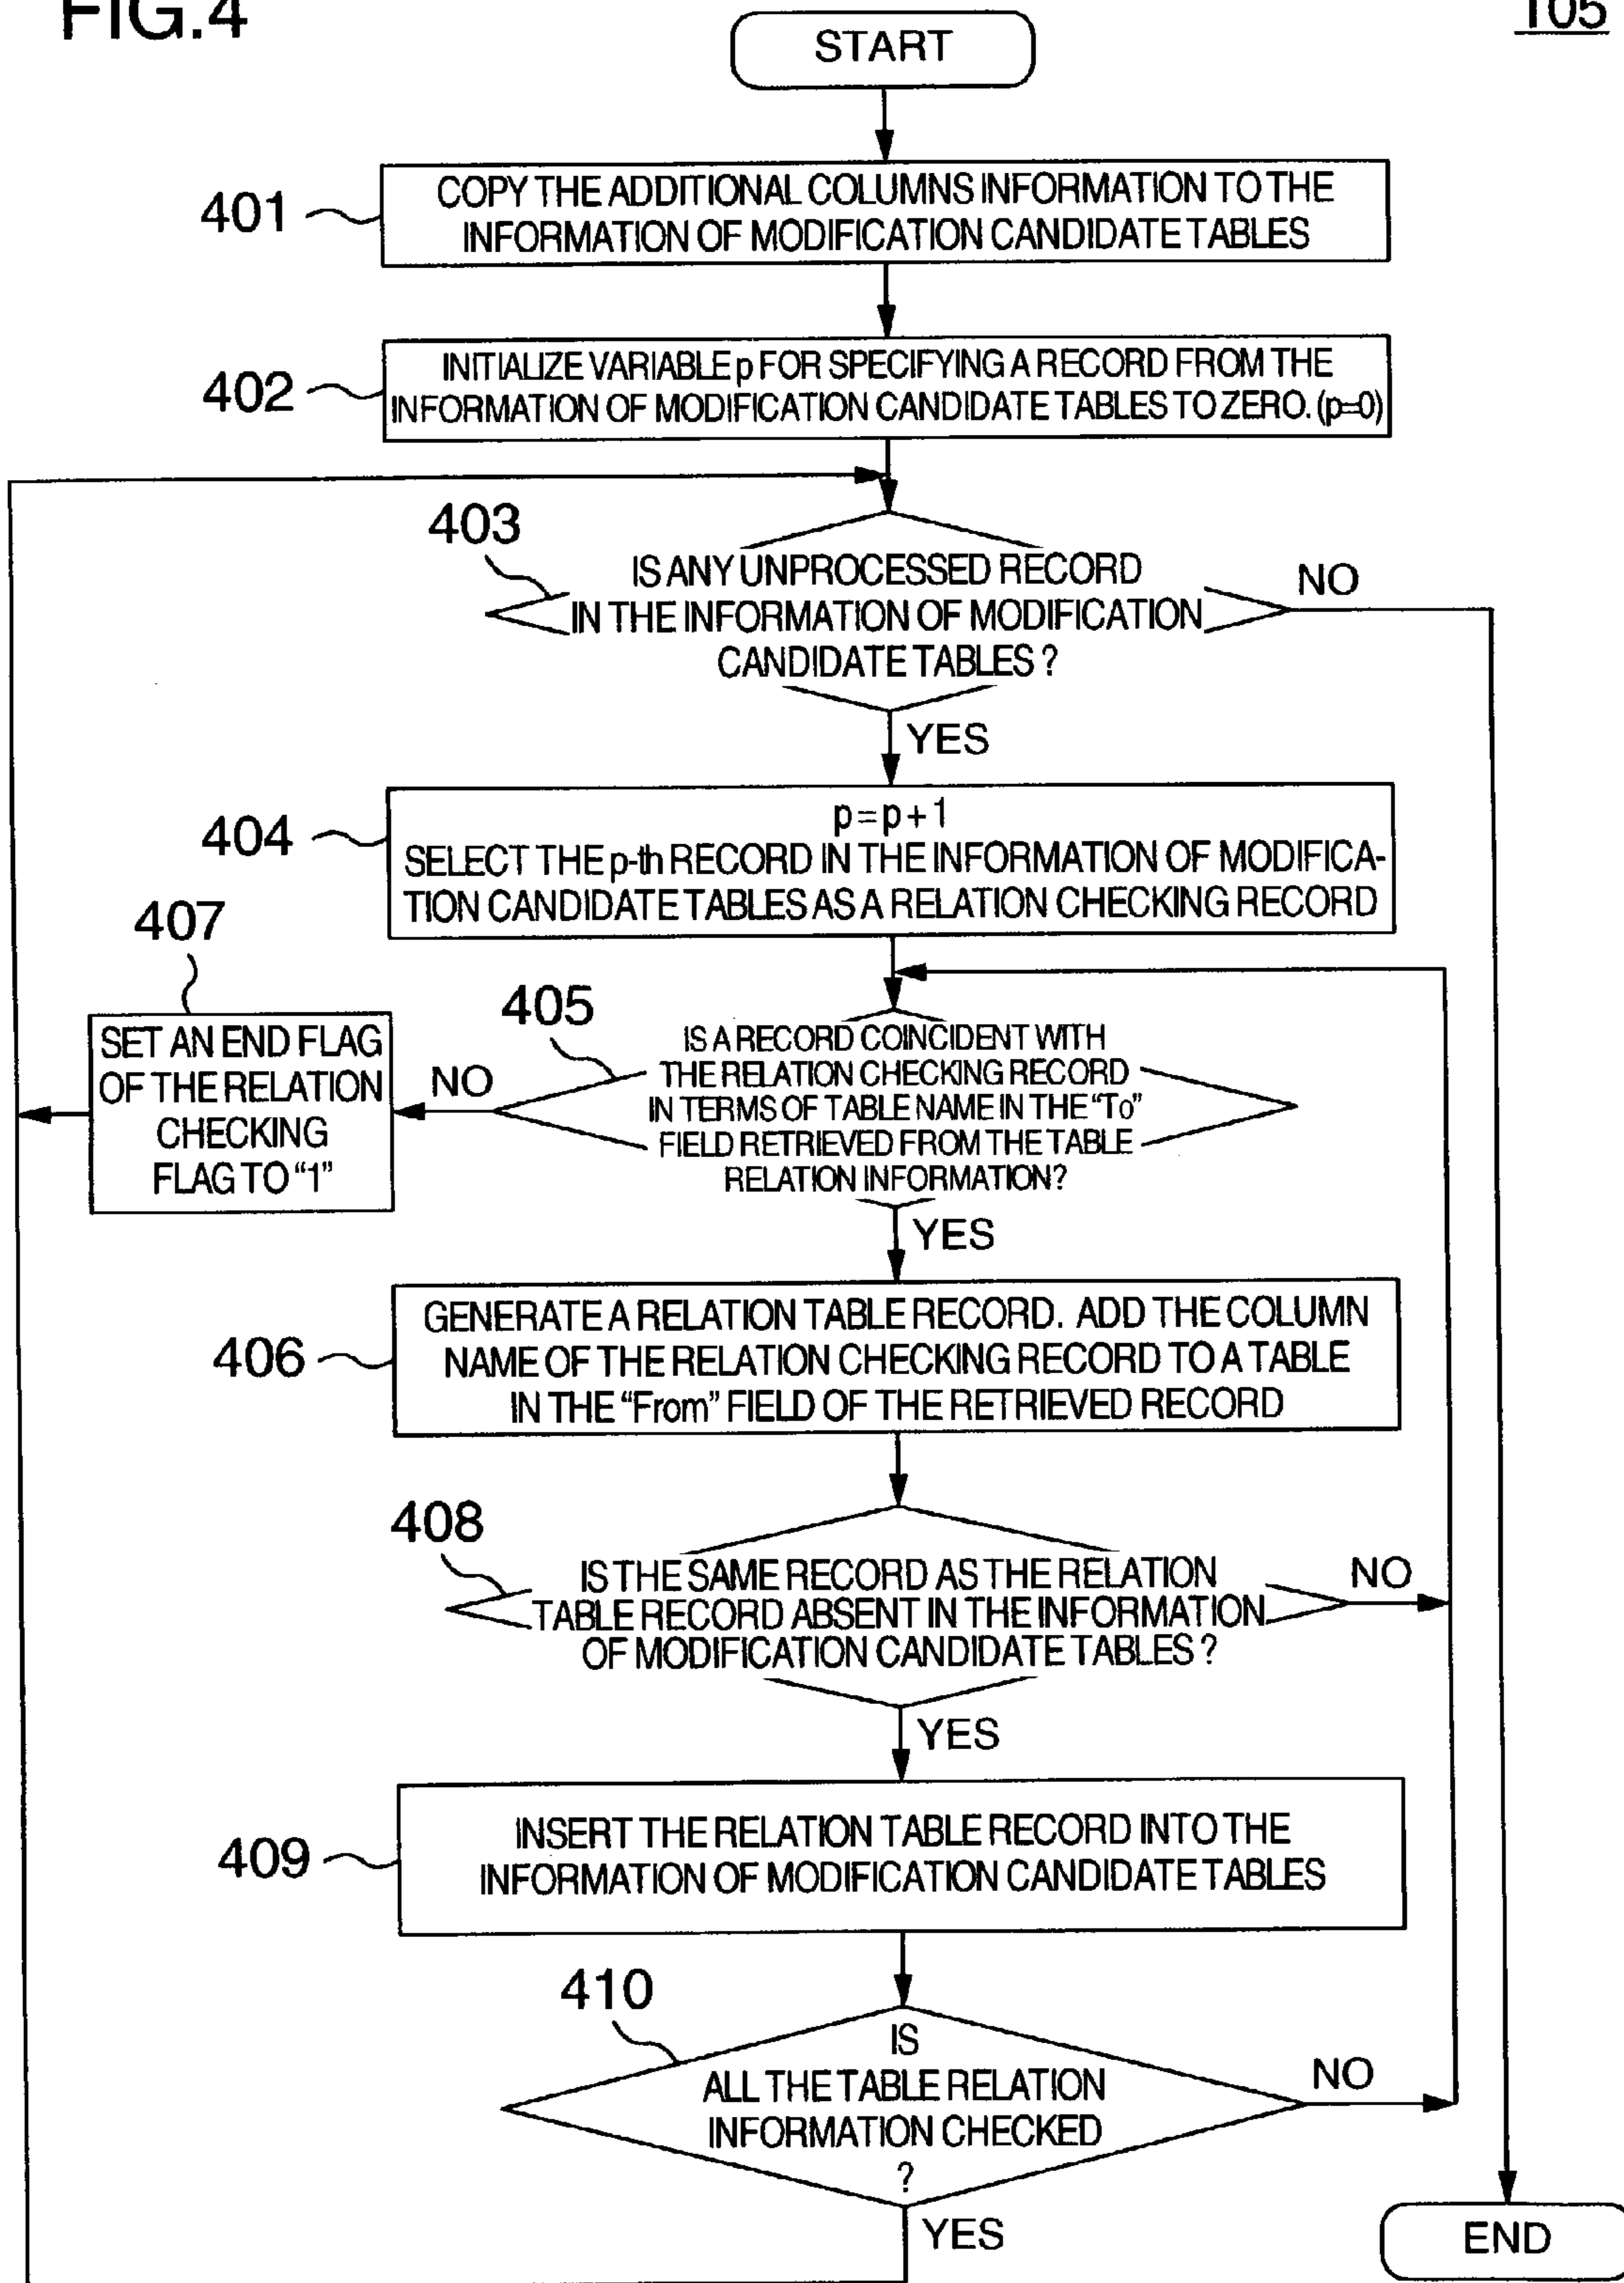 FIG.4
105
START
401
COPY THE ADDITIONAL COLUMNS INFORMATION TO THE
INFORMATION OF MODIFICATION CANDIDATE TABLES
402
INITIALIZE VARIABLE p FOR SPECIFYING A RECORD FROM THE
INFORMATION OF MODIFICATION CANDIDATE TABLES TO ZERO. (p=0)
403
IS ANY UNPROCESSED RECORD
IN THE INFORMATION OF MODIFICATION
CANDIDATE TABLES ?
NO
YES
404
p = p + 1
SELECT THE p-th RECORD IN THE INFORMATION OF MODIFICA-
TION CANDIDATE TABLES AS A RELATION CHECKING RECORD
407
SET AN END FLAG
OF THE RELATION
CHECKING
FLAG TO “1”
NO
405
IS A RECORD COINCIDENT WITH
THE RELATION CHECKING RECORD
IN TERMS OF TABLE NAME IN THE “To”
FIELD RETRIEVED FROM THE TABLE
RELATION INFORMATION?
YES
406
GENERATE A RELATION TABLE RECORD. ADD THE COLUMN
NAME OF THE RELATION CHECKING RECORD TO A TABLE
IN THE “From” FIELD OF THE RETRIEVED RECORD
408
IS THE SAME RECORD AS THE RELATION
TABLE RECORD ABSENT IN THE INFORMATION
OF MODIFICATION CANDIDATE TABLES ?
NO
YES
409
INSERT THE RELATION TABLE RECORD INTO THE
INFORMATION OF MODIFICATION CANDIDATE TABLES
410
IS
ALL THE TABLE RELATION
INFORMATION CHECKED
?
NO
YES
END